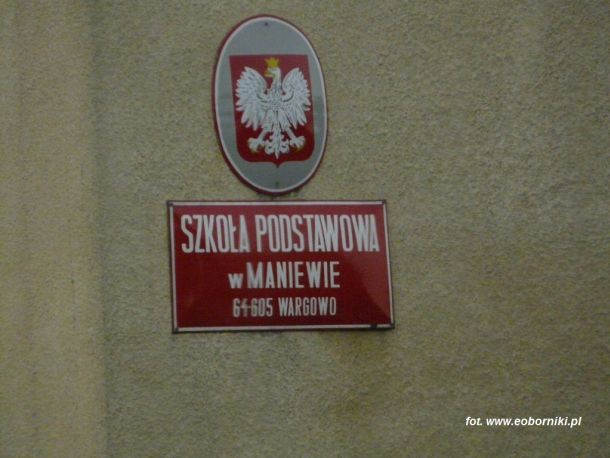 SZKOŁA PODSTAWOWA
w MANIEWIE
64-605 WARGOWO
fot. www.eoborniki.pl